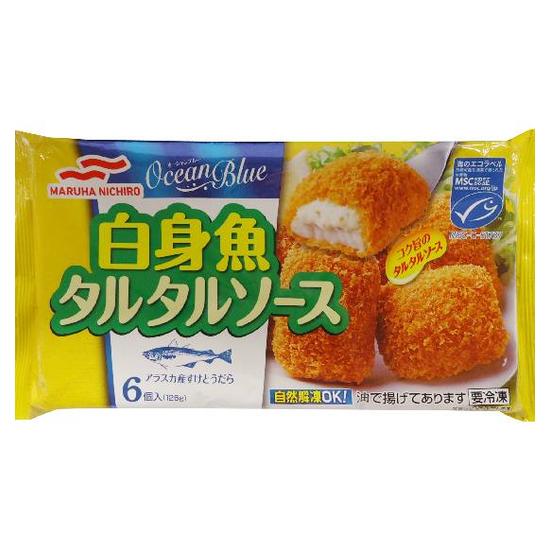 MARUHA NICHIRO
オーシャンブルー
Ocean Blue
白身魚
タルタルソース
アラスカ産すけとうだら
6個入(126g)
コク旨の
タルタルソース
海のエコラベル
MSC認証
www.msc.org/jp
自然解凍OK!
油で揚げてあります
要冷凍